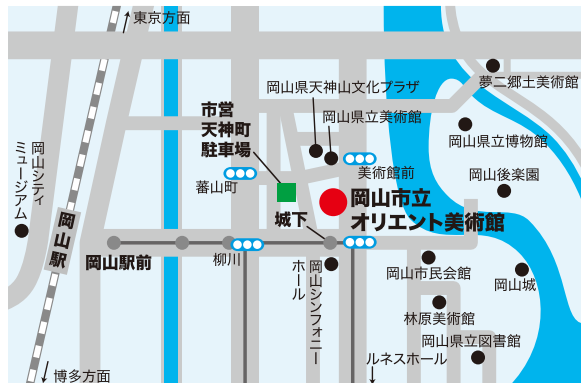 東京方面
夢二郷土美術館
岡山県天神山文化プラザ
市営
天神町
駐車場
岡山県立美術館
岡山県立博物館
岡山シティ
ミュージアム
美術館前
岡山後楽園
蕃山町
岡山市立
オリエント美術館
城下
岡山駅
岡山駅前
柳川
岡山シンフォニー
ホール
岡山市民会館
岡山城
林原美術館
岡山県立図書館
ルネスホール
博多方面